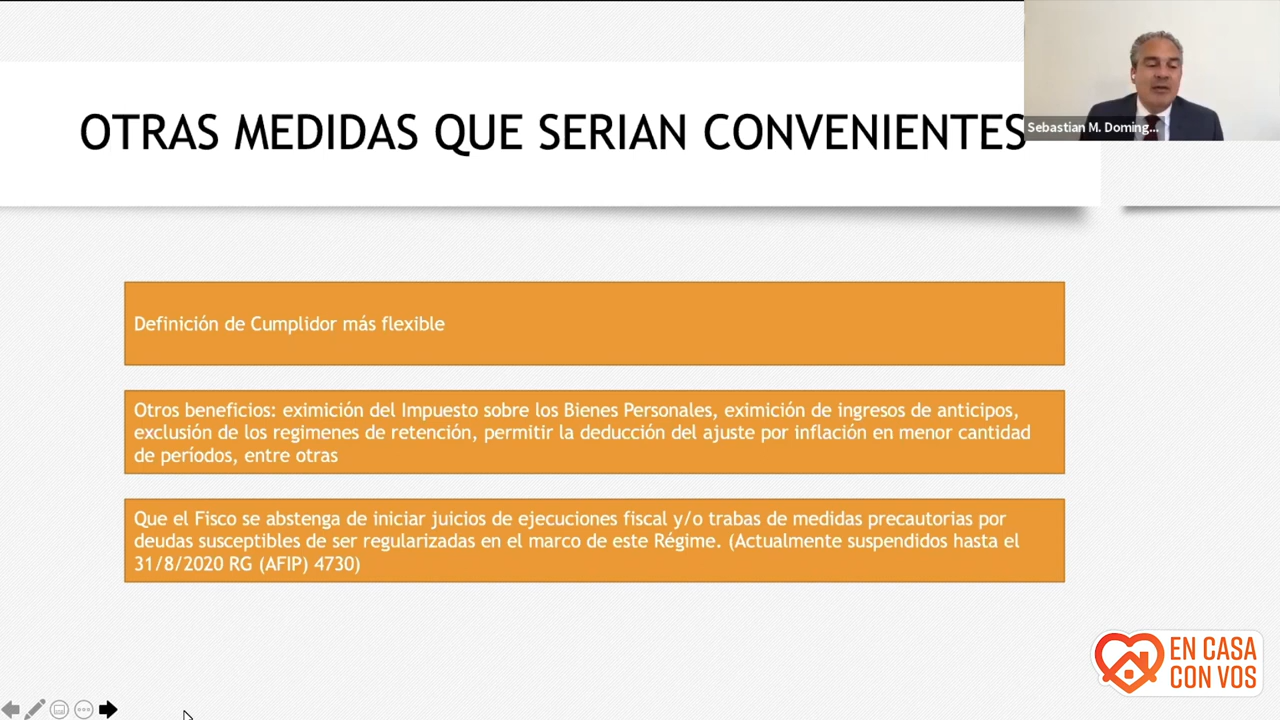 OTRAS MEDIDAS QUE SERIAN CONVENIENTES
Sebastian M. Doming...
Definición de Cumplidor más flexible
Otros beneficios: eximición del Impuesto sobre los Bienes Personales, eximición de ingresos de anticipos,
exclusión de los regimenes de retención, permitir la deducción del ajuste por inflación en menor cantidad
de períodos, entre otras
Que el Fisco se abstenga de iniciar juicios de ejecuciones fiscal y/o trabas de medidas precautorias por
deudas susceptibles de ser regularizadas en el marco de este Régime. (Actualmente suspendidos hasta el
31/8/2020 RG (AFIP) 4730)
EN CASA
CON VOS